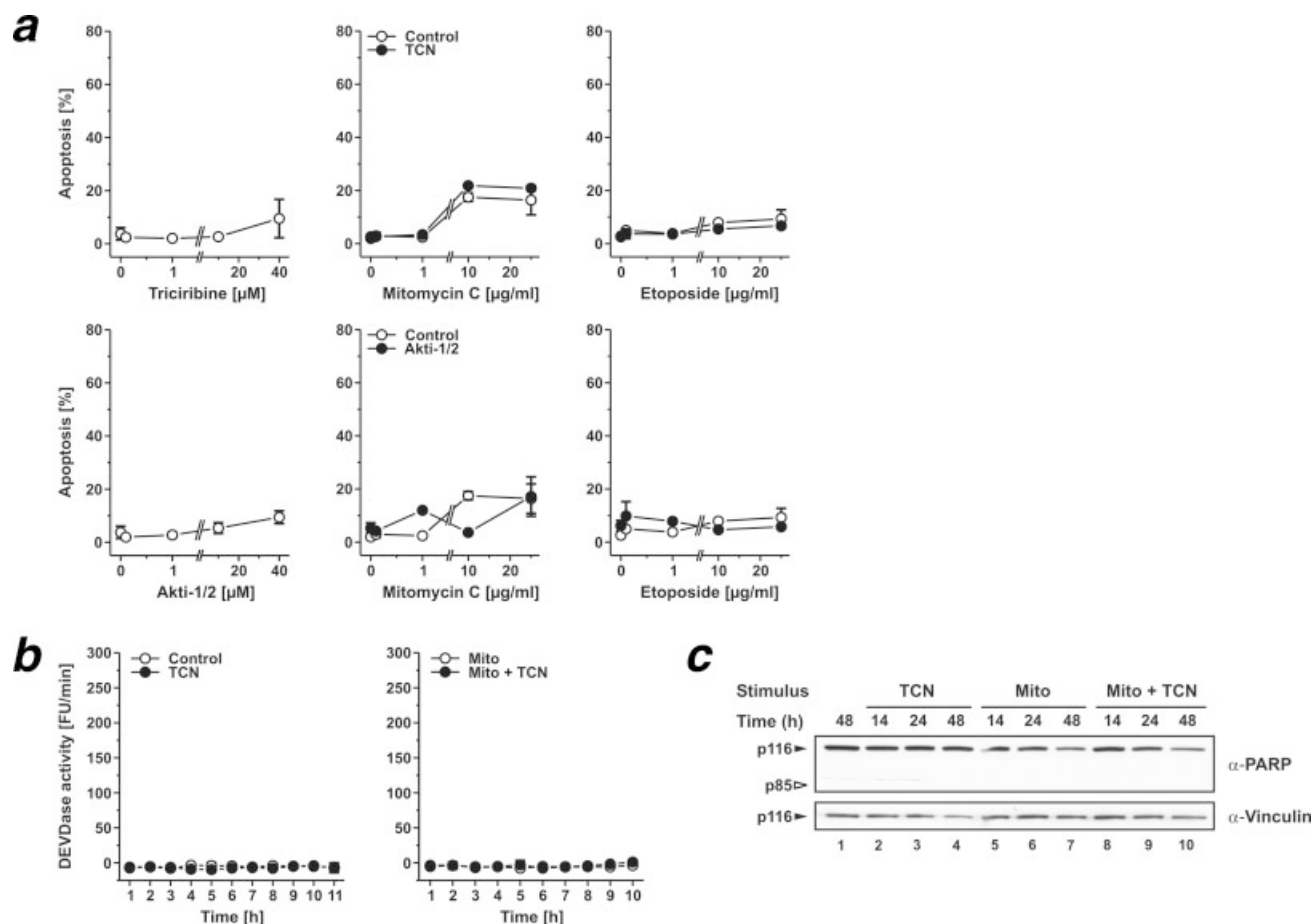 a
80
60
40
20
0
Apoptosis [%]
0 1 20 40
Triciribine [µM]
Control
TCN
80
60
40
20
0
0 1 10 20
Mitomycin C [µg/ml]
80
60
40
20
0
0 1 10 20
Etoposide [µg/ml]
80
60
40
20
0
Apoptosis [%]
0 1 20 40
Akti-1/2 [µM]
Control
Akti-1/2
80
60
40
20
0
0 1 10 20
Mitomycin C [µg/ml]
80
60
40
20
0
0 1 10 20
Etoposide [µg/ml]
b
300
250
200
150
100
50
0
DEVDase activity [FU/min]
Control
TCN
1 2 3 4 5 6 7 8 9 10 11
Time [h]
300
250
200
150
100
50
0
Mito
Mito + TCN
1 2 3 4 5 6 7 8 9 10
Time [h]
c
Stimulus TCN Mito Mito + TCN
Time (h) 48 14 24 48 14 24 48 14 24 48
p116
α-PARP
p85
p116 α-Vinculin
1 2 3 4 5 6 7 8 9 10